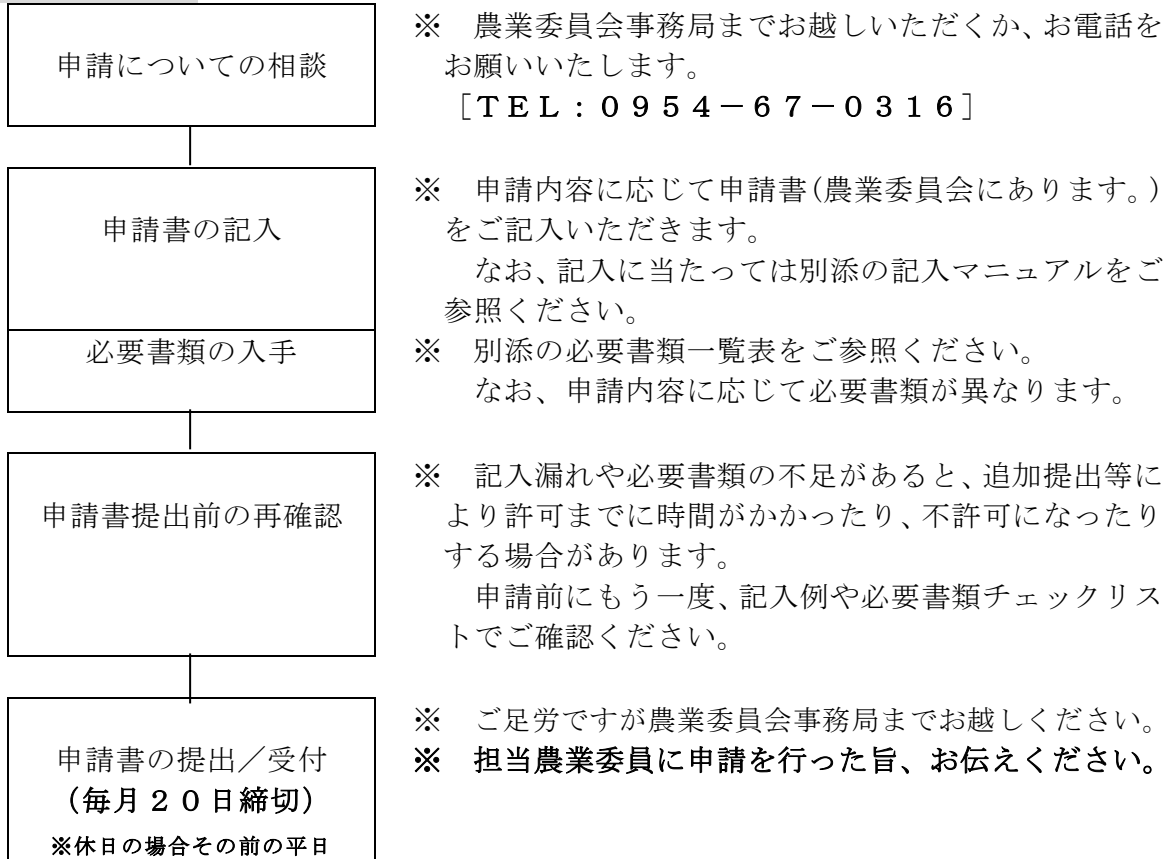 申請についての相談
※　農業委員会事務局までお越しいただくか、お電話を
お願いいたします。
［ＴＥＬ：０９５４－６７－０３１６］
申請書の記入
※　申請内容に応じて申請書(農業委員会にあります。)
をご記入いただきます。
なお、記入に当たっては別添の記入マニュアルをご
参照ください。
必要書類の入手
※　別添の必要書類一覧表をご参照ください。
なお、申請内容に応じて必要書類が異なります。
申請書提出前の再確認
※　記入漏れや必要書類の不足があると、追加提出等に
より許可までに時間がかかったり、不許可になったり
する場合があります。
申請前にもう一度、記入例や必要書類チェックリス
トでご確認ください。
申請書の提出／受付
（毎月２０日締切）
※休日の場合その前の平日
※　ご足労ですが農業委員会事務局までお越しください。
※　担当農業委員に申請を行った旨、お伝えください。